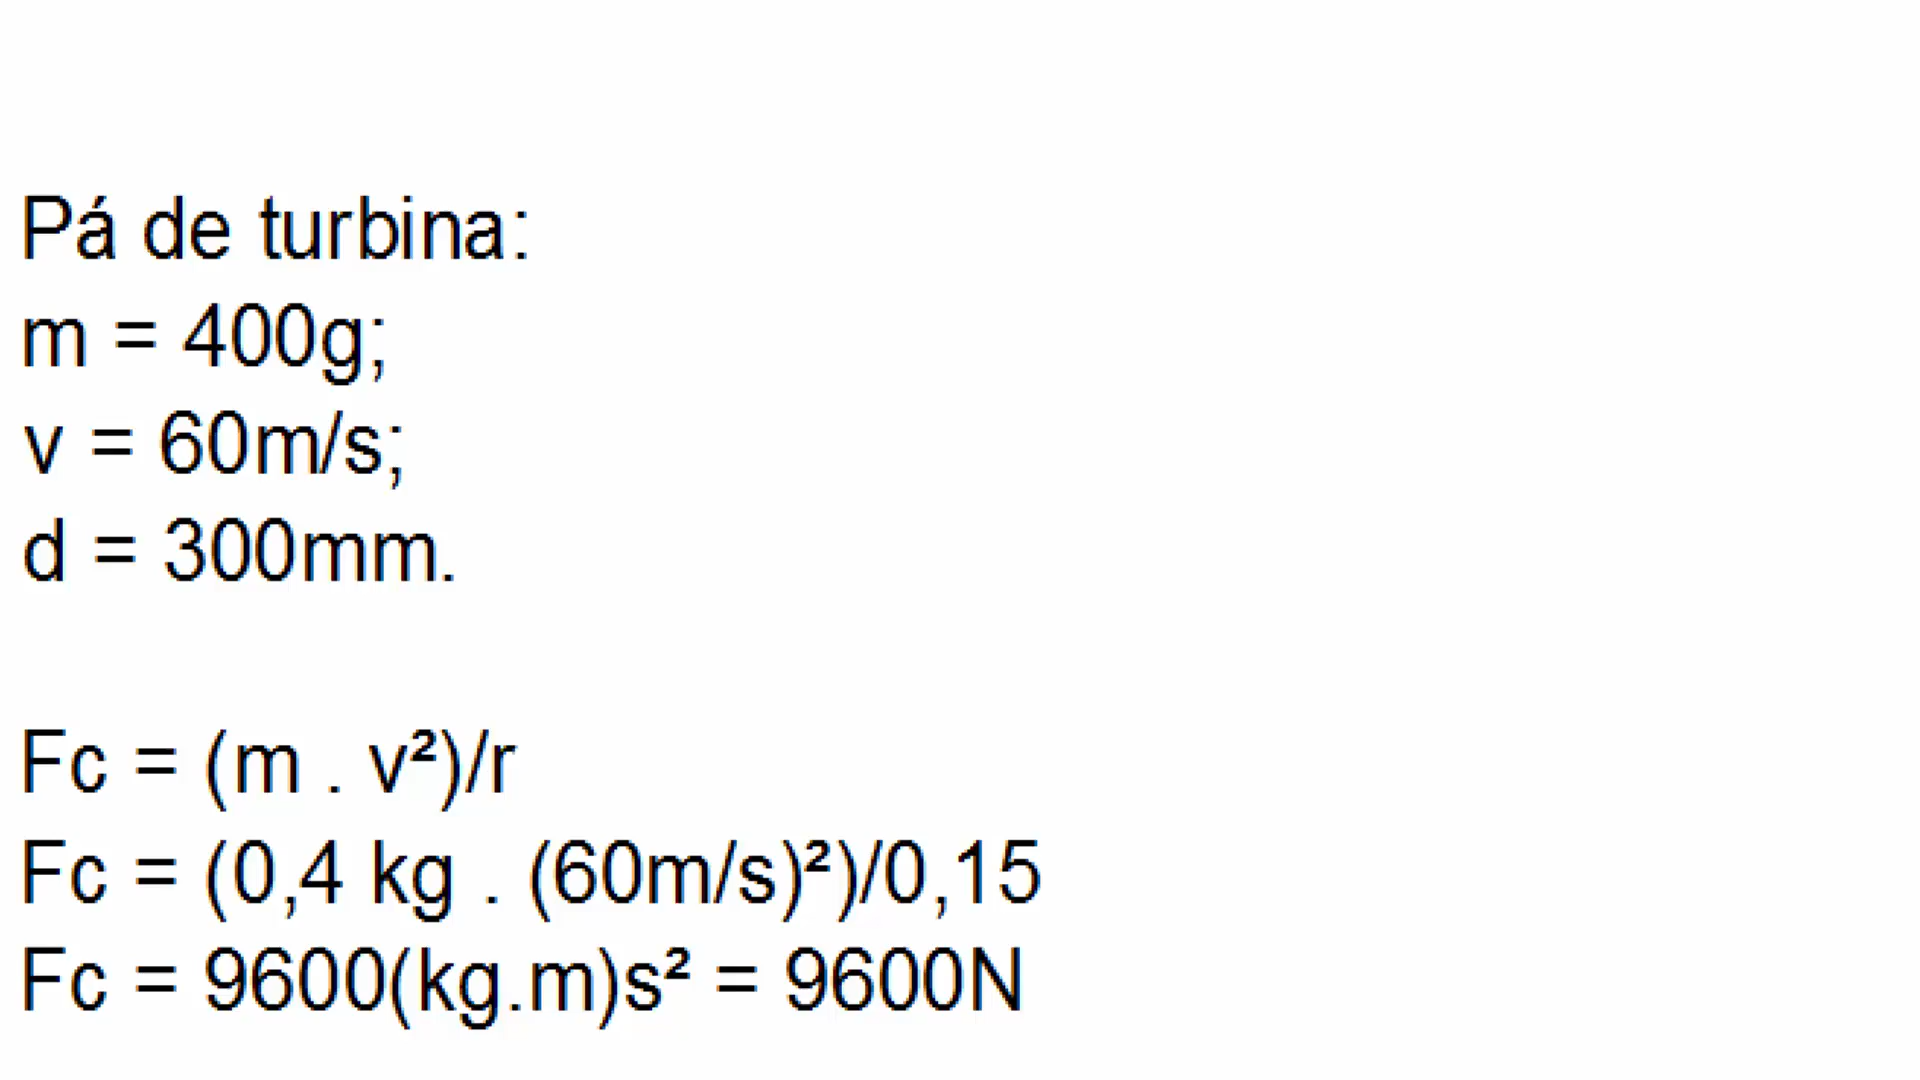 Pá de turbina:
m = 400g;
v = 60m/s;
d = 300mm.
Fc = (m . v²)/r
Fc = (0,4 kg . (60m/s)²)/0,15
Fc = 9600(kg.m)s² = 9600N